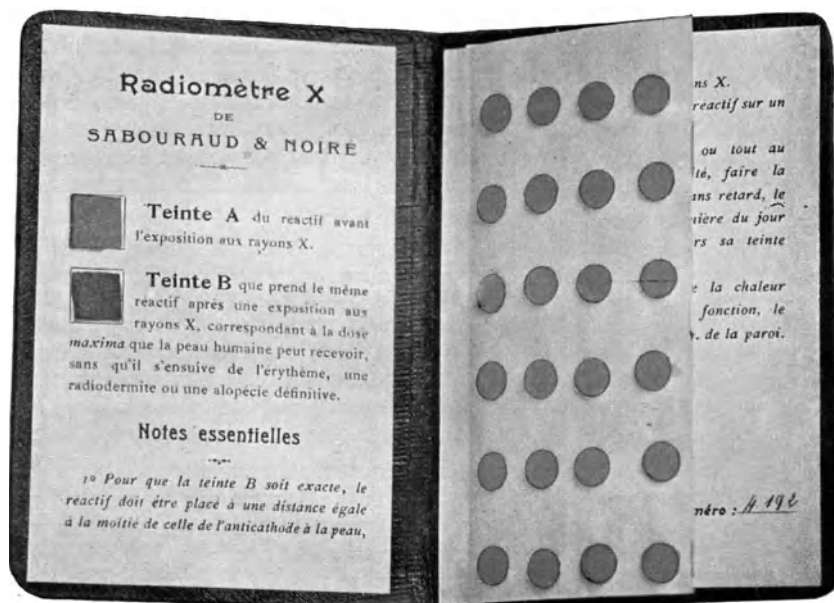 Radiomètre X
DE
SABOURAUD & NOIRÉ
Teinte A du réactif avant
l'exposition aux rayons X.
Teinte B que prend le même
réactif après une exposition aux
rayons X, correspondant à la dose
maxima que la peau humaine peut recevoir,
sans qu'il s'ensuive de l'érythème, une
radiodermite ou une alopécie définitive.
Notes essentielles
1º Pour que la teinte B soit exacte, le
réactif doit être placé à une distance égale
à la moitié de celle de l'anticathode à la peau,
ns X.
réactif sur un
ou tout au
té, faire la
ans retard, le
nière du jour
rs sa teinte
e la chaleur
fonction, le
de la paroi.
néro : 4 192